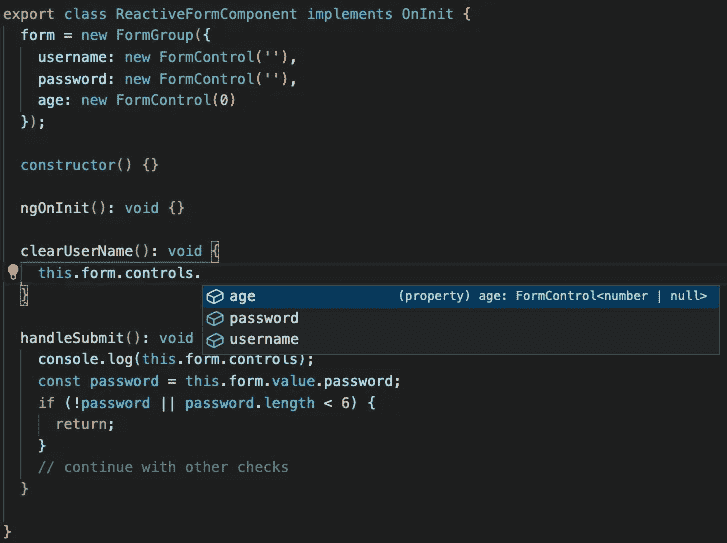 export class ReactiveFormComponent implements OnInit {
  form = new FormGroup({
    username: new FormControl(''),
    password: new FormControl(''),
    age: new FormControl(0)
  });

  constructor() {}

  ngOnInit(): void {}

  clearUserName(): void {
    this.form.controls.
  }
age (property) age: FormControl<number | null>
password
username
  handleSubmit(): void
    console.log(this.form.controls);
    const password = this.form.value.password;
    if (!password || password.length < 6) {
      return;
    }
    // continue with other checks
  }

}